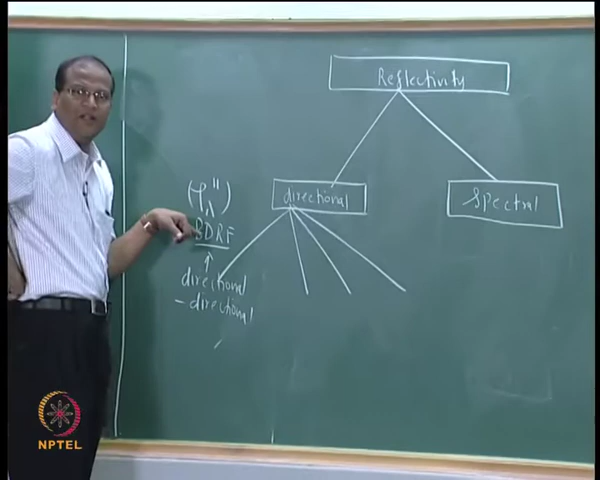 Reflectivity
directional
Spectral
(ρ"λ)
BDRF
directional
- directional
NPTEL